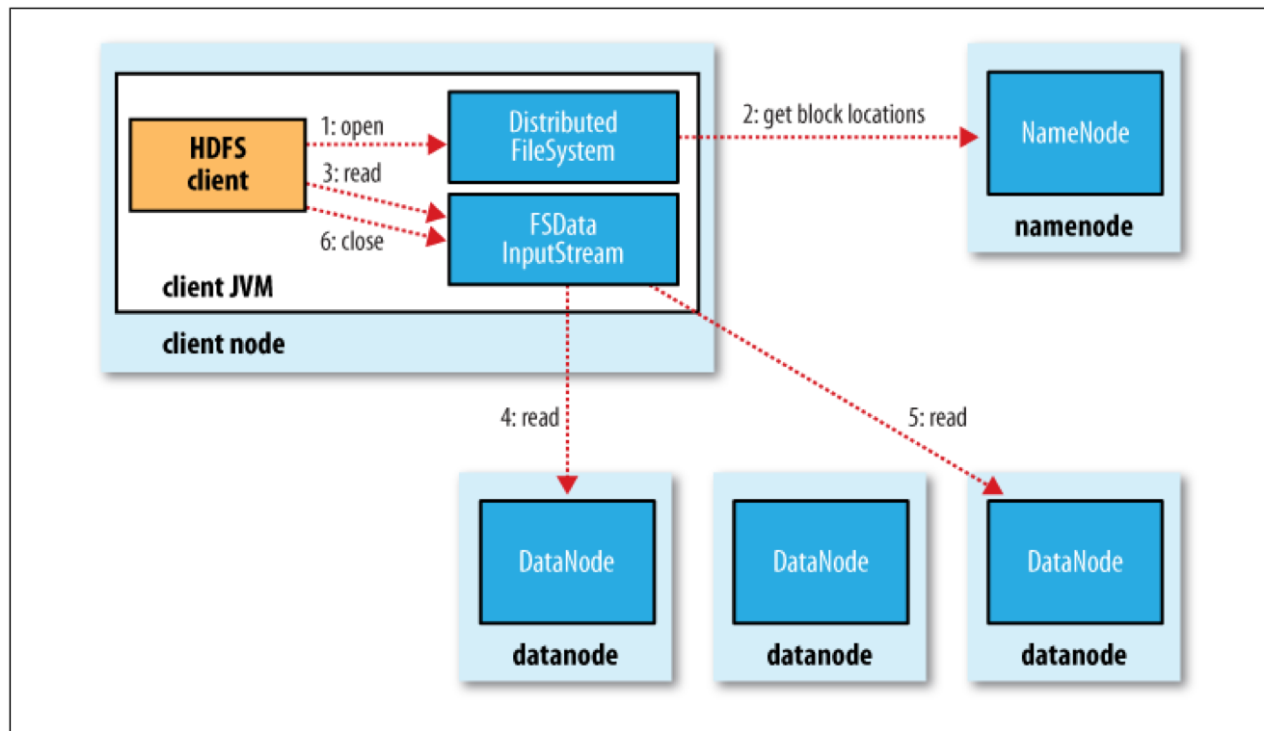 1: open
HDFS
client
3: read
6: close
client JVM
client node
Distributed
FileSystem
FSData
InputStream
2: get block locations
NameNode
namenode
4: read
5: read
DataNode
datanode
DataNode
datanode
DataNode
datanode